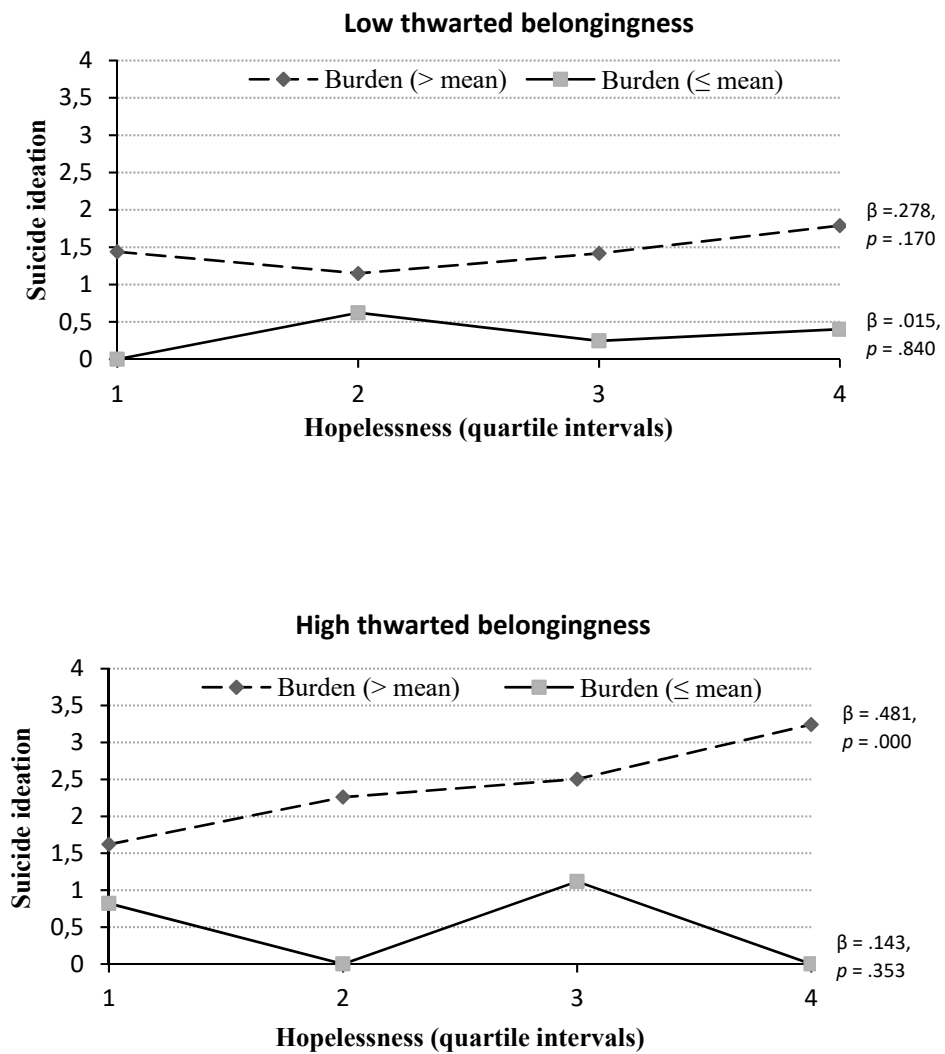 Low thwarted belongingness
4
Burden (> mean) Burden (≤ mean)
3,5
3
2,5
2
1,5
1
0,5
0
Suicide ideation
β =.278,
p = .170
β = .015,
p = .840
1 2 3 4
Hopelessness (quartile intervals)
High thwarted belongingness
4
Burden (> mean) Burden (≤ mean)
3,5
3
2,5
2
1,5
1
0,5
0
Suicide ideation
β = .481,
p = .000
β = .143,
p = .353
1 2 3 4
Hopelessness (quartile intervals)